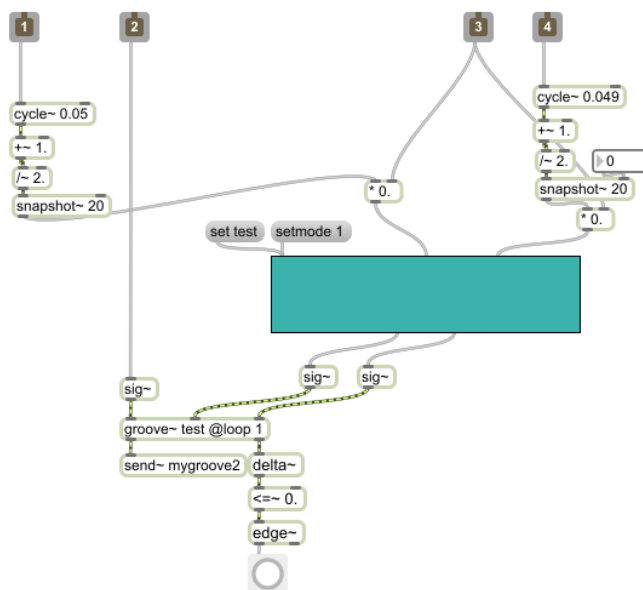 1
2
3
4
cycle~ 0.05
cycle~ 0.049
+~ 1.
+~ 1.
/~ 2.
/~ 2.
0
snapshot~ 20
snapshot~ 20
* 0.
* 0.
set test
setmode 1
sig~
sig~
sig~
groove~ test @loop 1
send~ mygroove2
delta~
<=~ 0.
edge~